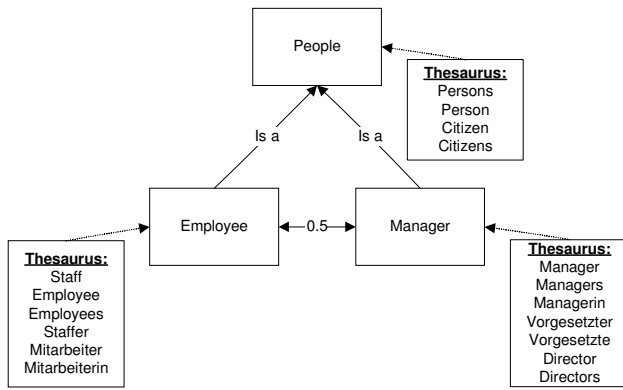 People
Thesaurus:
Persons
Person
Citizen
Citizens
Is a
Is a
Employee
0.5
Manager
Thesaurus:
Staff
Employee
Employees
Staffer
Mitarbeiter
Mitarbeiterin
Thesaurus:
Manager
Managers
Managerin
Vorgesetzter
Vorgesetzte
Director
Directors